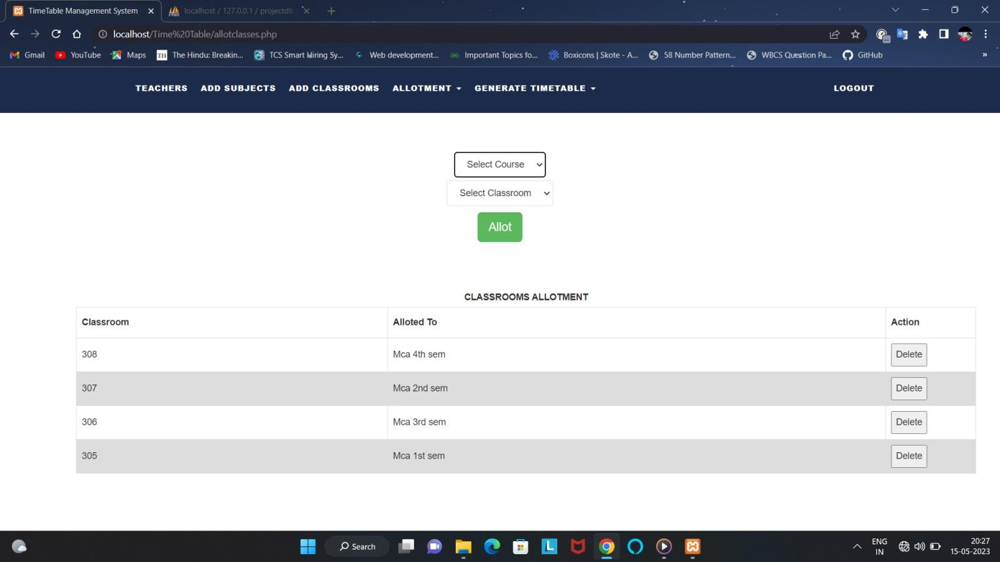 TimeTable Management System
localhost / 127.0.0.1 / projectdb
localhost/Time%20Table/allotclasses.php
Gmail
YouTube
Maps
TH
The Hindu: Breakin...
TCS Smart Hiring Sy...
Web development...
Important Topics fo...
Boxicons | Skote - A...
58 Number Pattern...
WBCS Question Pa...
GitHub
»
TEACHERS ADD SUBJECTS ADD CLASSROOMS ALLOTMENT GENERATE TIMETABLE LOGOUT
Select Course
Select Classroom
Allot
CLASSROOMS ALLOTMENT
Classroom Alloted To Action
308 Mca 4th sem Delete
307 Mca 2nd sem Delete
306 Mca 3rd sem Delete
305 Mca 1st sem Delete
Search
L
ENG
IN
20:27
15-05-2023